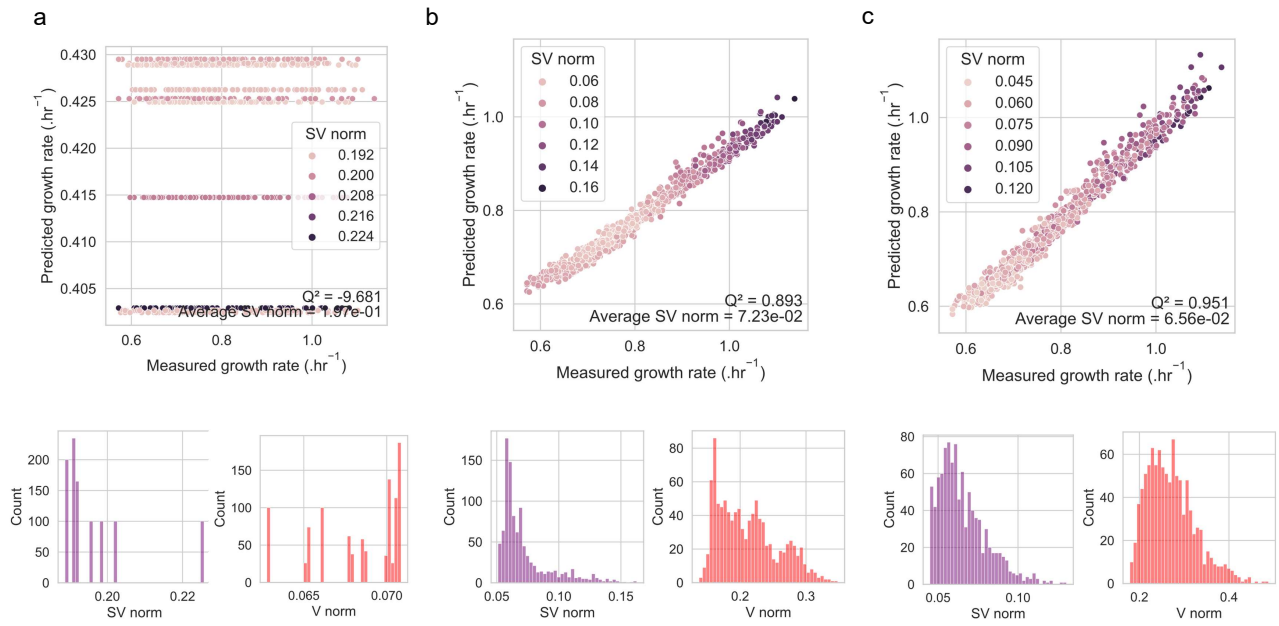 a
b
c
0.430
0.425
0.420
0.415
0.410
0.405
Predicted growth rate (.hr⁻¹)
SV norm
0.192
0.200
0.208
0.216
0.224
Q² = -9.681
Average SV norm = 1.97e-01
0.6
0.8
1.0
Measured growth rate (.hr⁻¹)
1.0
0.8
0.6
Predicted growth rate (.hr⁻¹)
SV norm
0.06
0.08
0.10
0.12
0.14
0.16
Q² = 0.893
Average SV norm = 7.23e-02
0.6
0.8
1.0
Measured growth rate (.hr⁻¹)
1.1
1.0
0.9
0.8
0.7
0.6
Predicted growth rate (.hr⁻¹)
SV norm
0.045
0.060
0.075
0.090
0.105
0.120
Q² = 0.951
Average SV norm = 6.56e-02
0.6
0.8
1.0
Measured growth rate (.hr⁻¹)
200
150
100
50
0
Count
0.20
0.22
SV norm
150
100
50
0
Count
0.065
0.070
V norm
150
100
50
0
Count
0.05
0.10
0.15
SV norm
80
60
40
20
0
Count
0.2
0.3
V norm
80
60
40
20
0
Count
0.05
0.10
SV norm
60
40
20
0
Count
0.2
0.4
V norm